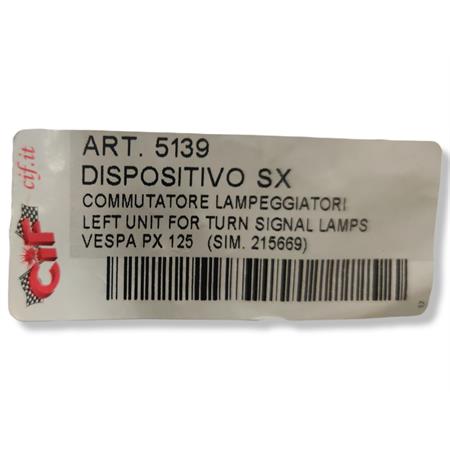 ART. 5139
DISPOSITIVO SX
COMMUTATORE LAMPEGGIATORI
LEFT UNIT FOR TURN SIGNAL LAMPS
VESPA PX 125 (SIM. 215669)
cif.it
CIF